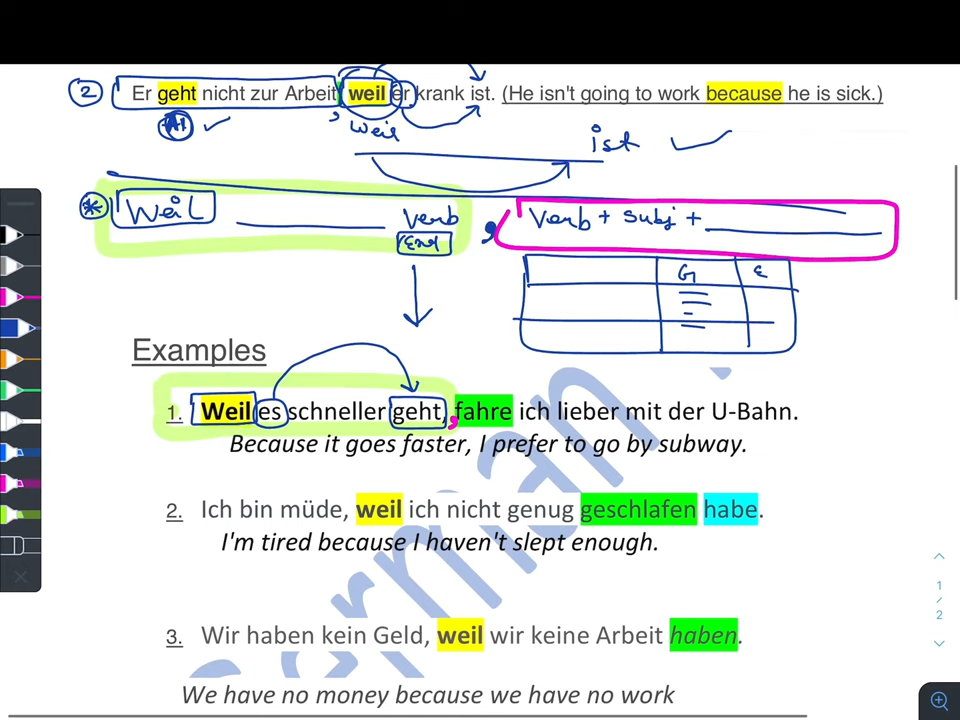 2 Er geht nicht zur Arbeit, weil er krank ist. (He isn't going to work because he is sick.)
A1 , weil ist
* Weil ______ Verb , Verb + Subj + ______
End
G E
Examples
1. Weil es schneller geht, fahre ich lieber mit der U-Bahn.
Because it goes faster, I prefer to go by subway.
2. Ich bin müde, weil ich nicht genug geschlafen habe.
I'm tired because I haven't slept enough.
3. Wir haben kein Geld, weil wir keine Arbeit haben.
We have no money because we have no work
1
/
2
German